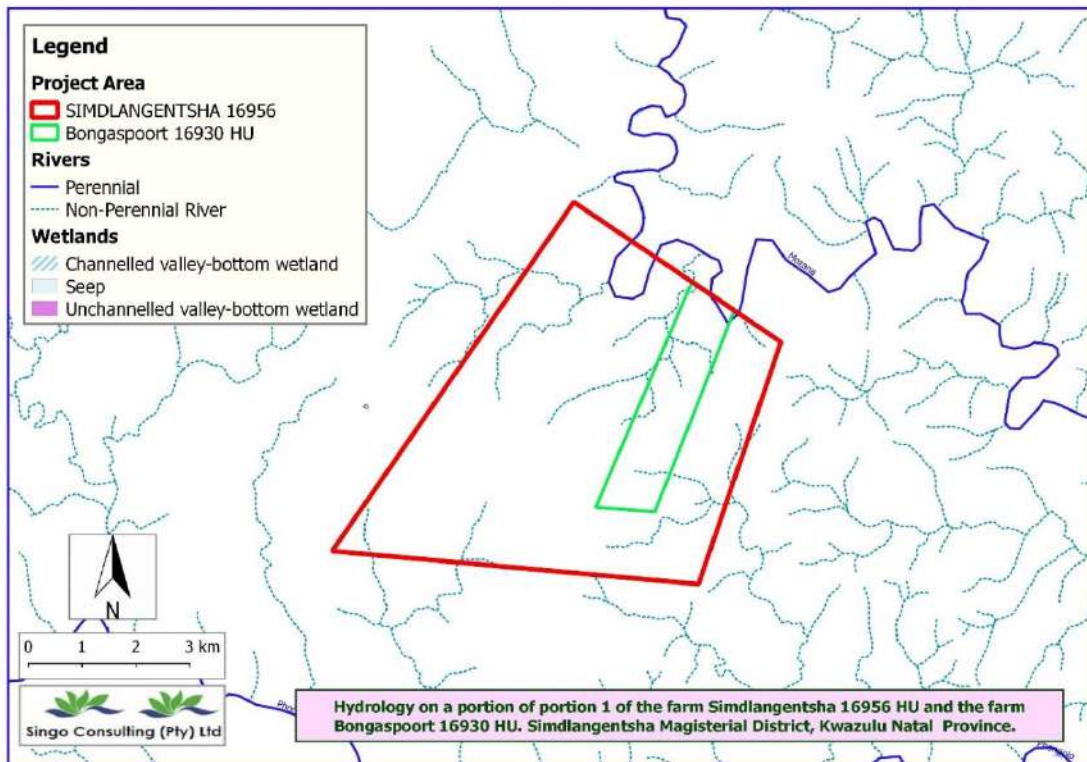 Legend
Project Area
SIMDLANGENTSHA 16956
Bongaspoort 16930 HU
Rivers
Perennial
Non-Perennial River
Wetlands
Channelled valley-bottom wetland
Seep
Unchannelled valley-bottom wetland
N
0 1 2 3 km
Singo Consulting (Pty) Ltd
Hydrology on a portion of portion 1 of the farm Simdlangentsha 16956 HU and the farm
Bongaspoort 16930 HU. Simdlangentsha Magisterial District, Kwazulu Natal Province.